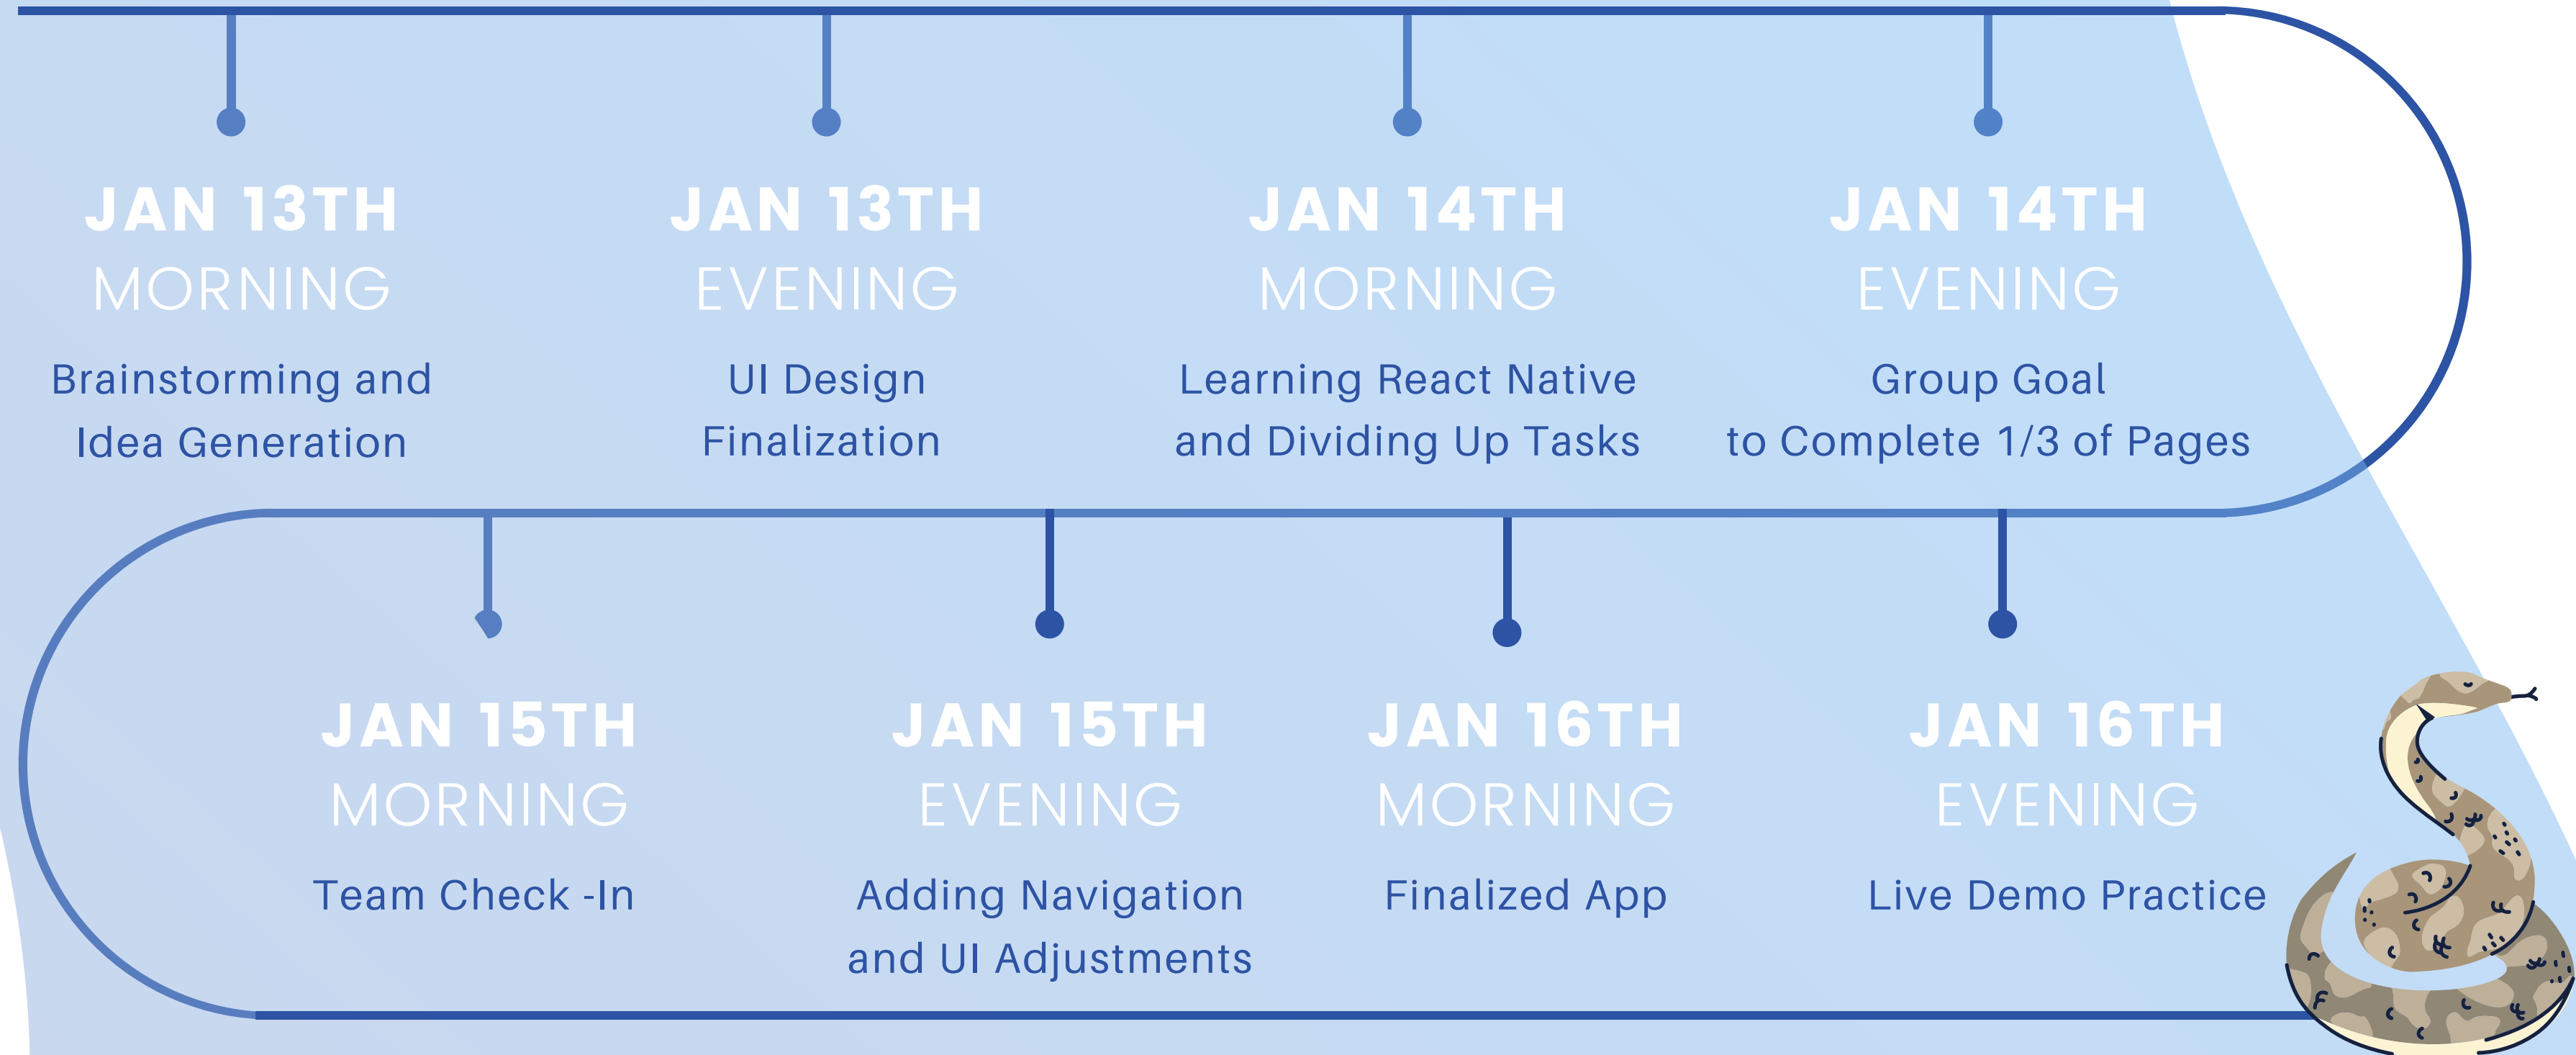 JAN 13TH
MORNING
Brainstorming and
Idea Generation
JAN 13TH
EVENING
UI Design
Finalization
JAN 14TH
MORNING
Learning React Native
and Dividing Up Tasks
JAN 14TH
EVENING
Group Goal
to Complete 1/3 of Pages
JAN 15TH
MORNING
Team Check -In
JAN 15TH
EVENING
Adding Navigation
and UI Adjustments
JAN 16TH
MORNING
Finalized App
JAN 16TH
EVENING
Live Demo Practice